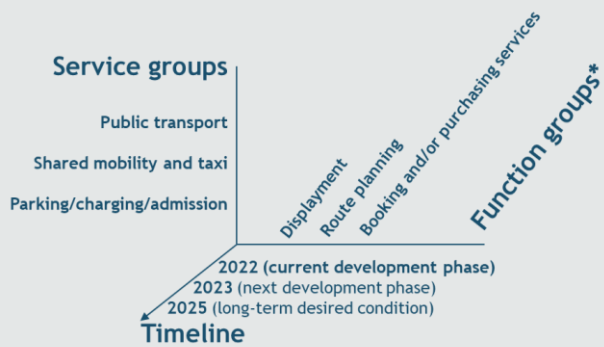 Service groups
Public transport
Shared mobility and taxi
Parking/charging/admission
Displayment
Route planning
Booking and/or purchasing services
Function groups*
2022 (current development phase)
2023 (next development phase)
2025 (long-term desired condition)
Timeline